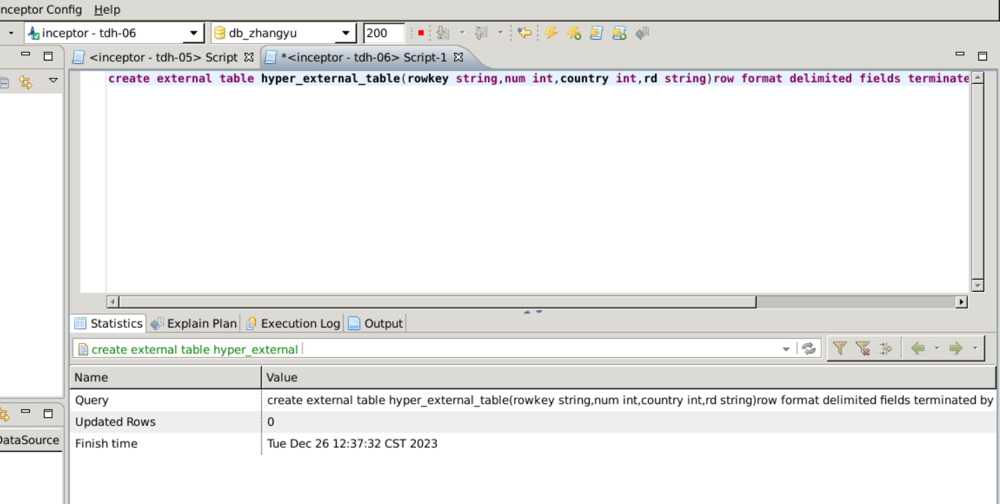 nceptor Config Help
inceptor - tdh-06 db_zhangyu 200
<inceptor - tdh-05> Script *<inceptor - tdh-06> Script-1
create external table hyper_external_table(rowkey string,num int,country int,rd string)row format delimited fields terminate
Statistics Explain Plan Execution Log Output
create external table hyper_external
Name Value
Query create external table hyper_external_table(rowkey string,num int,country int,rd string)row format delimited fields terminated by
Updated Rows 0
DataSource
Finish time Tue Dec 26 12:37:32 CST 2023